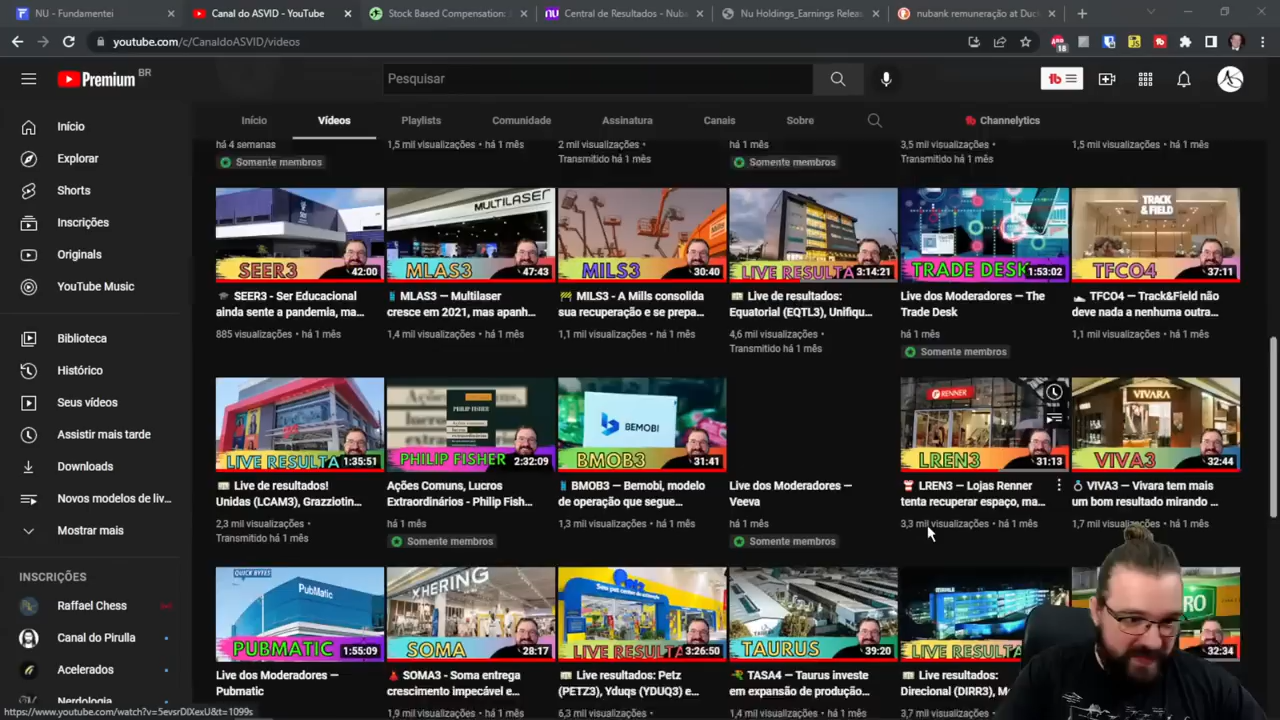 NU - Fundamentei
Canal do ASVID - YouTube
Stock Based Compensation:
Central de Resultados - Nuba
Nu Holdings_Earnings Relea
nubank remuneração at Duc
youtube.com/c/CanaldoASVID/videos
18
Premium BR
Pesquisar
Início
Vídeos
Playlists
Comunidade
Assinatura
Canais
Sobre
Channelytics
Início
Explorar
Shorts
Inscrições
Originals
YouTube Music
Biblioteca
Histórico
Seus vídeos
Assistir mais tarde
Downloads
Novos modelos de liv...
Mostrar mais
INSCRIÇÕES
Raffael Chess
Canal do Pirulla
Acelerados
Nerdologia
há 4 semanas
Somente membros
1,5 mil visualizações • há 1 mês
2 mil visualizações •
Transmitido há 1 mês
há 1 mês
Somente membros
3,5 mil visualizações •
Transmitido há 1 mês
1,5 mil visualizações • há 1 mês
SEER3
42:00
SEER3 - Ser Educacional
ainda sente a pandemia, ma...
885 visualizações • há 1 mês
MULTILASER
MLAS3
47:43
MLAS3 — Multilaser
cresce em 2021, mas apanh...
1,4 mil visualizações • há 1 mês
MILS3
30:40
MILS3 - A Mills consolida
sua recuperação e se prepa...
1,1 mil visualizações • há 1 mês
LIVE RESULTA
3:14:21
Live de resultados:
Equatorial (EQTL3), Unifiqu...
4,6 mil visualizações •
Transmitido há 1 mês
TRADE DESK
1:53:02
Live dos Moderadores — The
Trade Desk
há 1 mês
Somente membros
TRACK
& FIELD
TFCO4
37:11
TFCO4 — Track&Field não
deve nada a nenhuma outra...
1,1 mil visualizações • há 1 mês
LIVE RESULTA
1:35:51
Live de resultados!
Unidas (LCAM3), Grazziotin...
2,3 mil visualizações •
Transmitido há 1 mês
PHILIP FISHER
PHILIP FISHER
2:32:09
Ações Comuns, Lucros
Extraordinários - Philip Fish...
há 1 mês
Somente membros
BEMOBI
BMOB3
31:41
BMOB3 — Bemobi, modelo
de operação que segue...
1,3 mil visualizações • há 1 mês
Live dos Moderadores —
Veeva
há 1 mês
Somente membros
RENNER
LREN3
31:13
LREN3 — Lojas Renner
tenta recuperar espaço, ma...
3,3 mil visualizações • há 1 mês
VIVARA
VIVA3
32:44
VIVA3 — Vivara tem mais
um bom resultado mirando ...
1,7 mil visualizações • há 1 mês
QUICK BYTES
PubMatic
PUBMATIC
1:55:09
Live dos Moderadores —
Pubmatic
HERING
SOMA
28:17
SOMA3 - Soma entrega
crescimento impecável e...
1,9 mil visualizações • há 1 mês
LIVE RESULTA
3:26:50
Live resultados: Petz
(PETZ3), Yduqs (YDUQ3) e...
6,3 mil visualizações •
TAURUS
39:20
TASA4 — Taurus investe
em expansão de produção...
1,4 mil visualizações • há 1 mês
LIVE RESULTA
Live resultados:
Direcional (DIRR3), M
3,7 mil visualizações •
32:34
https://www.youtube.com/watch?v=5evsrDIXexU&t=1099s